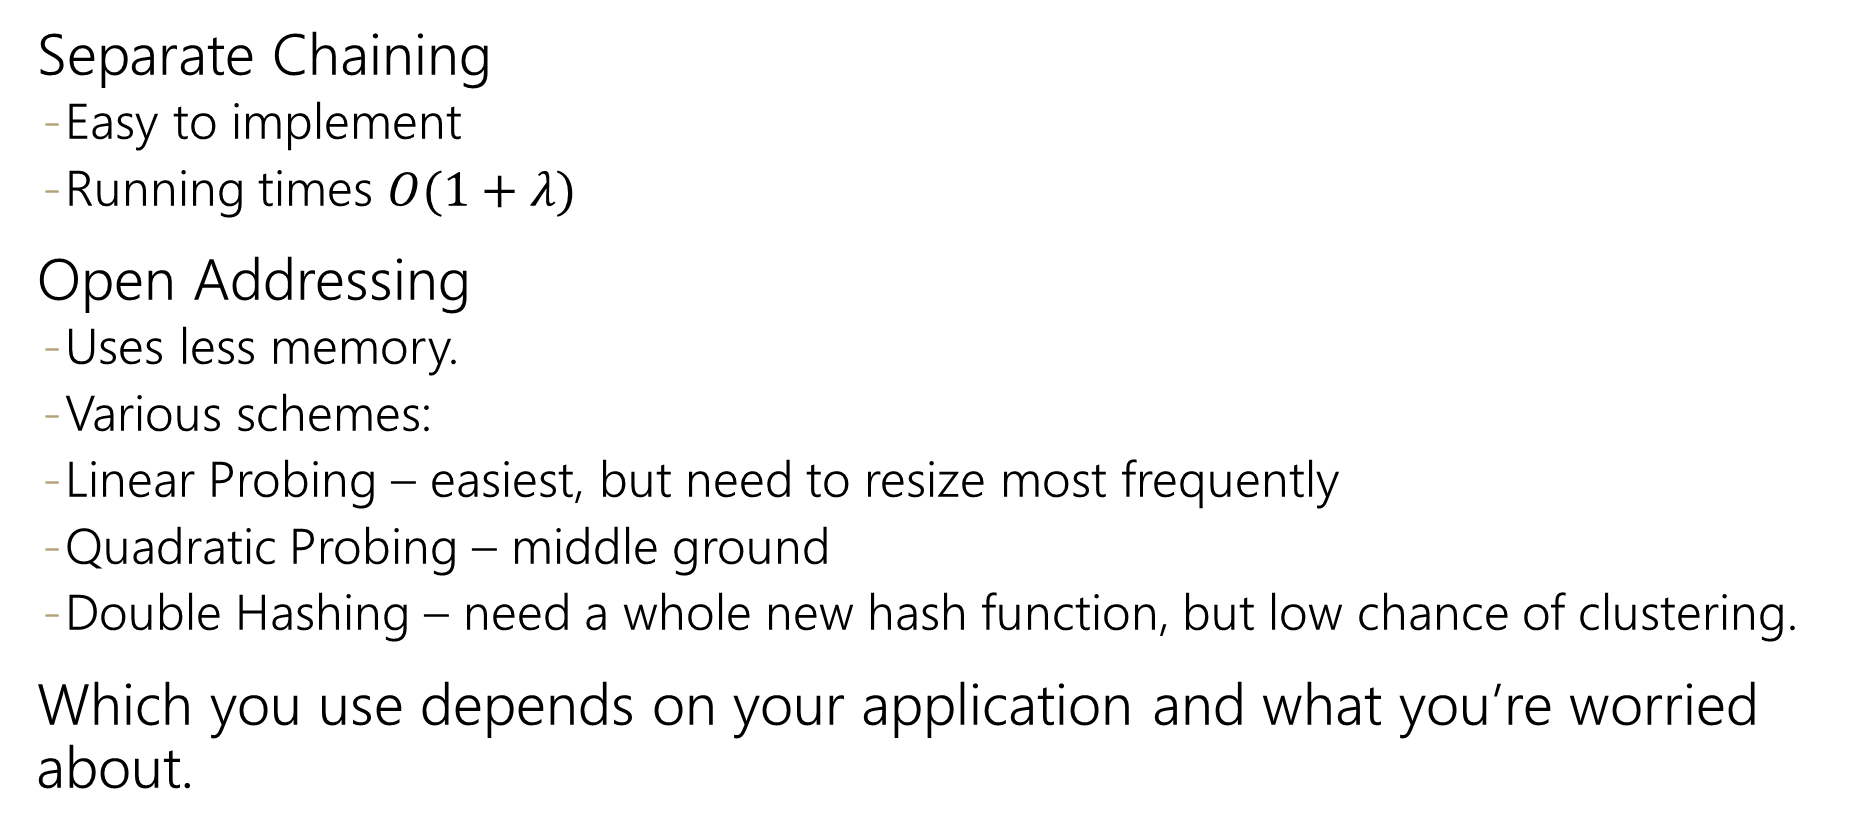 Separate Chaining
-Easy to implement
-Running times O(1 + λ)
Open Addressing
-Uses less memory.
-Various schemes:
-Linear Probing – easiest, but need to resize most frequently
-Quadratic Probing – middle ground
-Double Hashing – need a whole new hash function, but low chance of clustering.
Which you use depends on your application and what you’re worried
about.